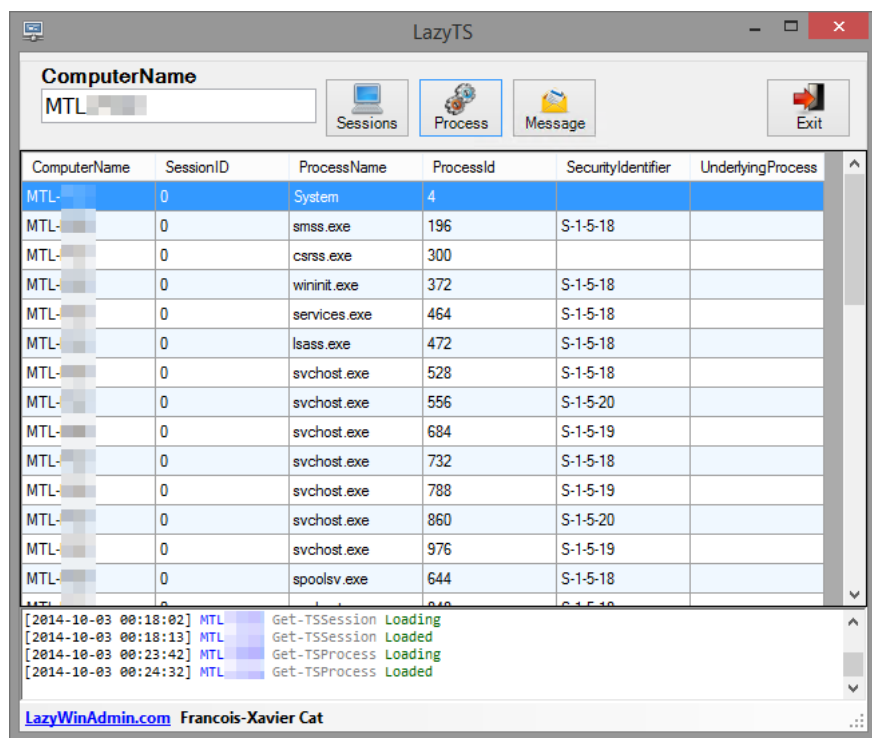 LazyTS
ComputerName
MTL
Sessions Process Message Exit
ComputerName SessionID ProcessName ProcessId SecurityIdentifier UnderlyingProcess
MTL- 0 System 4
MTL- 0 smss.exe 196 S-1-5-18
MTL- 0 csrss.exe 300
MTL- 0 wininit.exe 372 S-1-5-18
MTL- 0 services.exe 464 S-1-5-18
MTL- 0 lsass.exe 472 S-1-5-18
MTL- 0 svchost.exe 528 S-1-5-18
MTL- 0 svchost.exe 556 S-1-5-20
MTL- 0 svchost.exe 684 S-1-5-19
MTL- 0 svchost.exe 732 S-1-5-18
MTL- 0 svchost.exe 788 S-1-5-19
MTL- 0 svchost.exe 860 S-1-5-20
MTL- 0 svchost.exe 976 S-1-5-19
MTL- 0 spoolsv.exe 644 S-1-5-18
[2014-10-03 00:18:02] MTL Get-TSSession Loading
[2014-10-03 00:18:13] MTL Get-TSSession Loaded
[2014-10-03 00:23:42] MTL Get-TSProcess Loading
[2014-10-03 00:24:32] MTL Get-TSProcess Loaded
LazyWinAdmin.com Francois-Xavier Cat